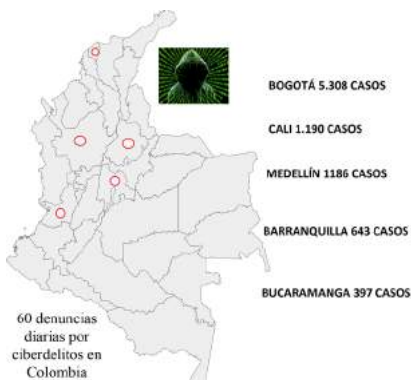 BOGOTÁ 5.308 CASOS
CALI 1.190 CASOS
MEDELLÍN 1186 CASOS
BARRANQUILLA 643 CASOS
BUCARAMANGA 397 CASOS
60 denuncias
diarias por
ciberdelitos en
Colombia